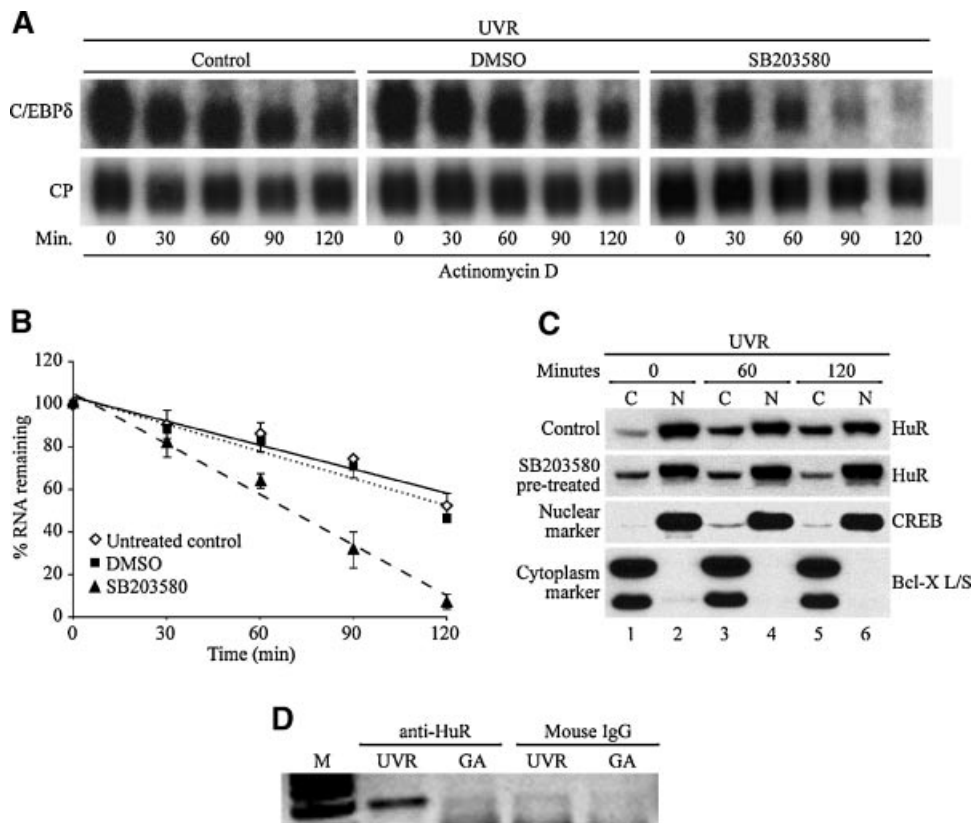 A
UVR
Control DMSO SB203580
C/EBPδ
CP
Min. 0 30 60 90 120 0 30 60 90 120 0 30 60 90 120
Actinomycin D
B
120
100
80
60
40
20
0
% RNA remaining
Untreated control
DMSO
SB203580
0 30 60 90 120
Time (min)
C
UVR
Minutes 0 60 120
C N C N C N
Control HuR
SB203580
pre-treated HuR
Nuclear
marker CREB
Cytoplasm
marker Bcl-X L/S
1 2 3 4 5 6
D
anti-HuR Mouse IgG
M UVR GA UVR GA